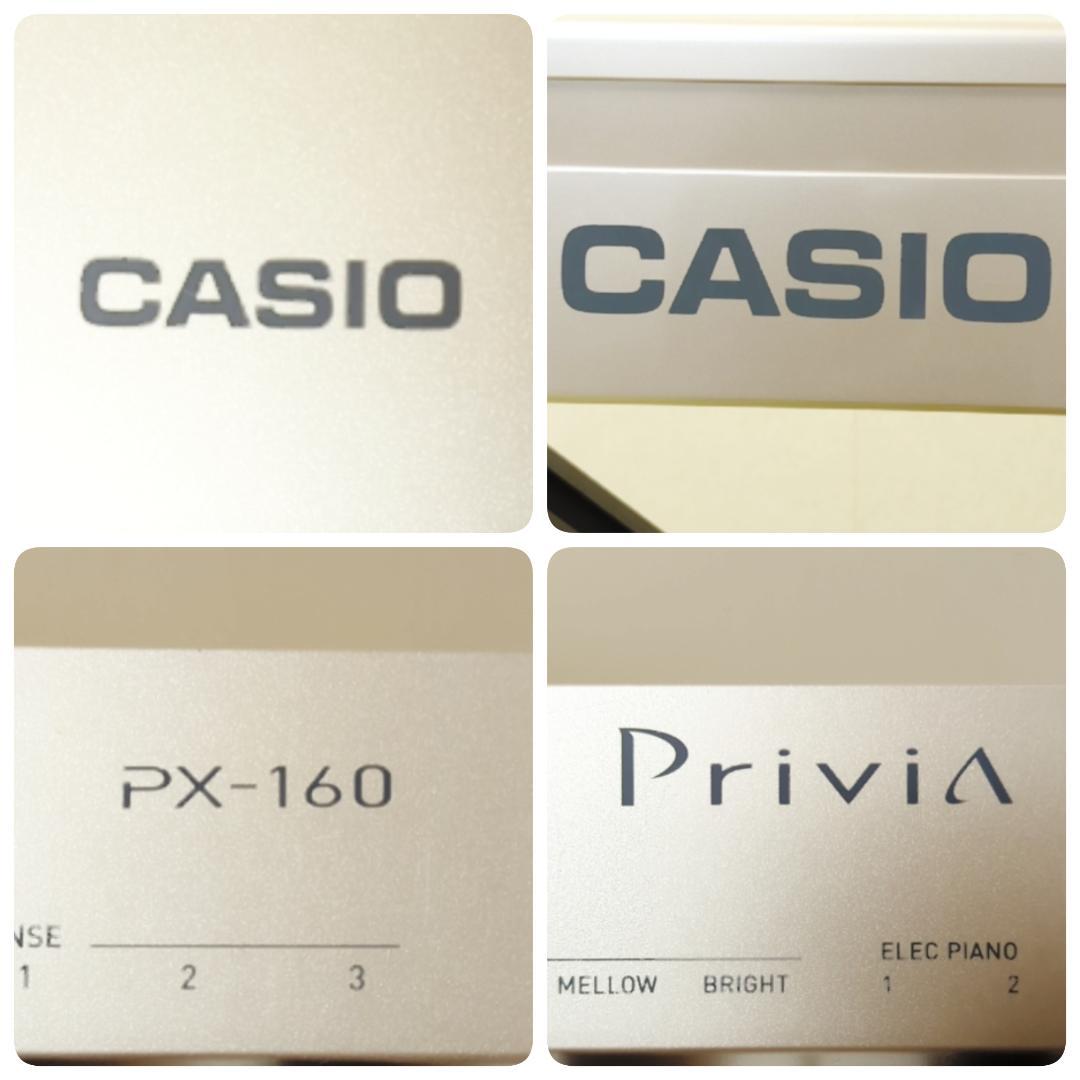 CASIO
CASIO
PX-160
NSE
1 2 3
PriviA
ELEC PIANO
MELLOW BRIGHT 1 2